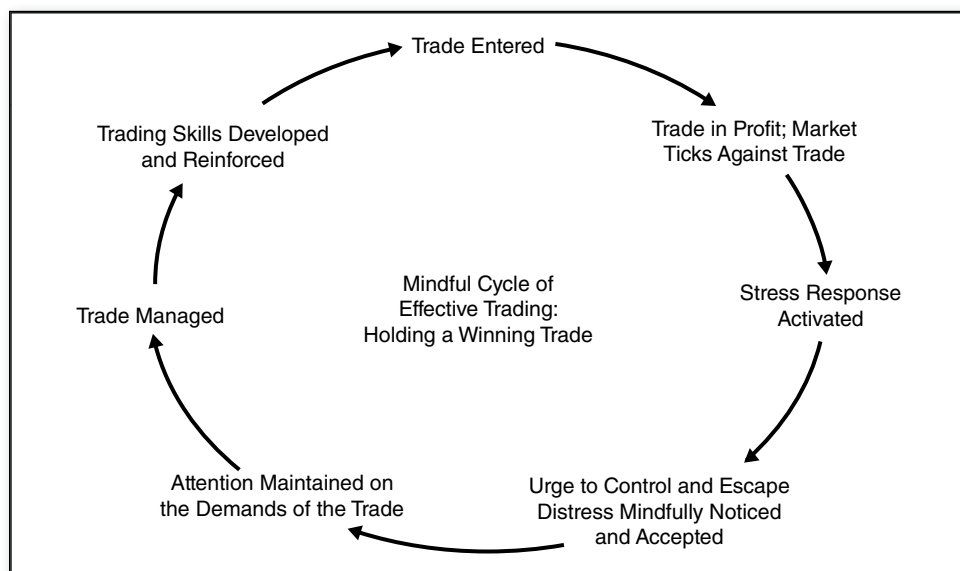 Trade Entered
Trade in Profit; Market
Ticks Against Trade
Stress Response
Activated
Urge to Control and Escape
Distress Mindfully Noticed
and Accepted
Attention Maintained on
the Demands of the Trade
Trade Managed
Trading Skills Developed
and Reinforced
Mindful Cycle of
Effective Trading:
Holding a Winning Trade